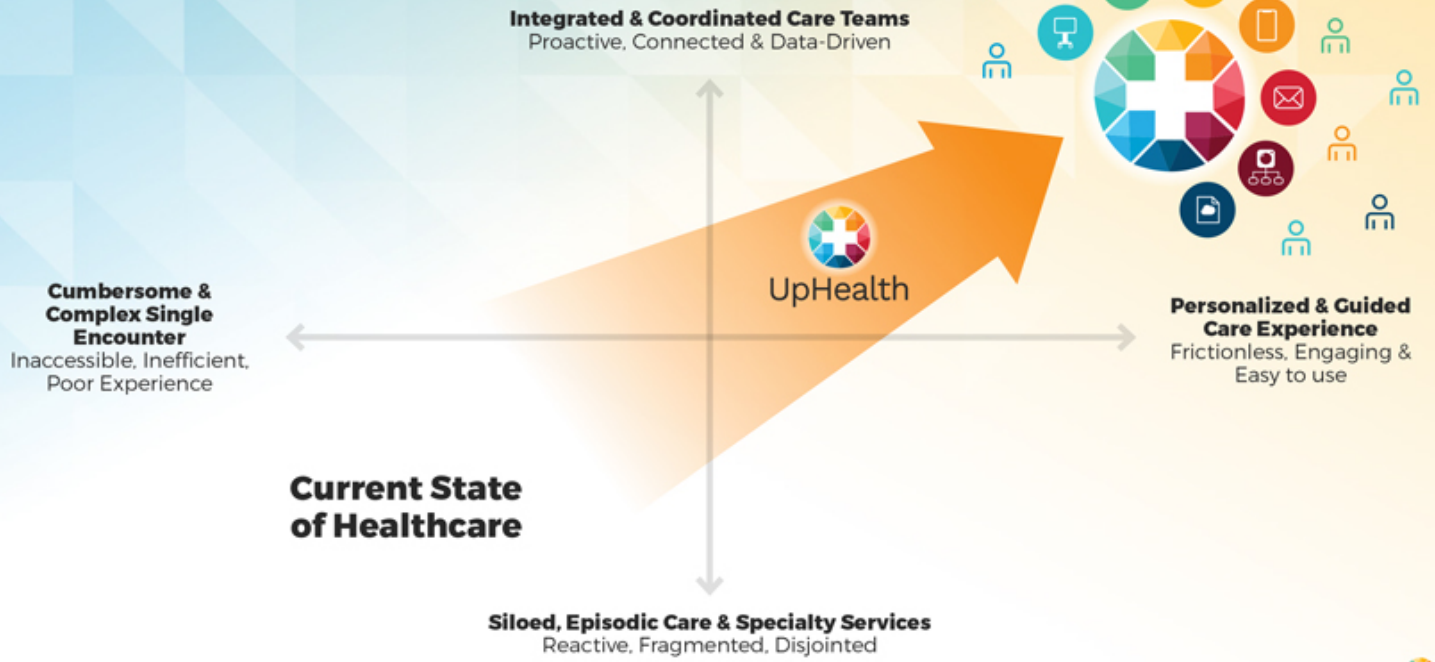 Integrated & Coordinated Care Teams
Proactive, Connected & Data-Driven
UpHealth
Cumbersome &
Complex Single
Encounter
Inaccessible, Inefficient,
Poor Experience
Personalized & Guided
Care Experience
Frictionless, Engaging &
Easy to use
Current State
of Healthcare
Siloed, Episodic Care & Specialty Services
Reactive, Fragmented, Disjointed